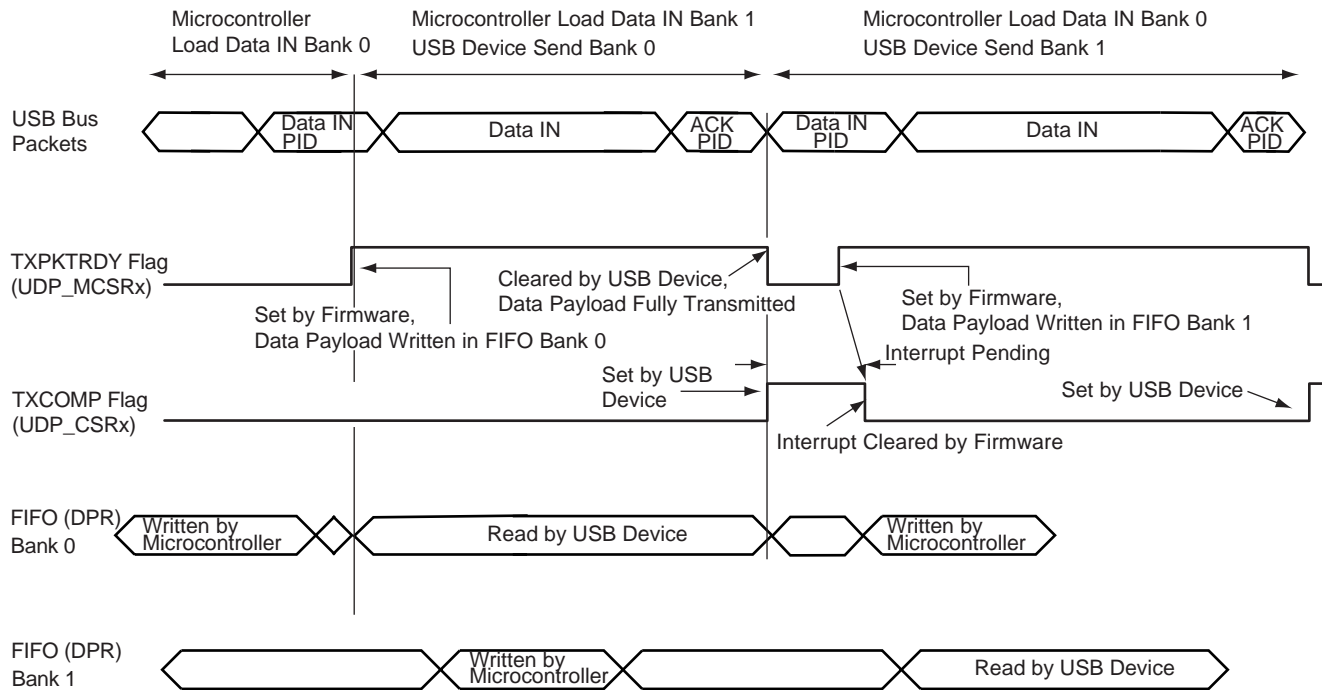 Microcontroller
Load Data IN Bank 0
Microcontroller Load Data IN Bank 1
USB Device Send Bank 0
Microcontroller Load Data IN Bank 0
USB Device Send Bank 1
USB Bus
Packets
Data IN
PID
Data IN
ACK
PID
Data IN
PID
Data IN
ACK
PID
TXPKTRDY Flag
(UDP_MCSRx)
Set by Firmware,
Data Payload Written in FIFO Bank 0
Cleared by USB Device,
Data Payload Fully Transmitted
Set by Firmware,
Data Payload Written in FIFO Bank 1
Interrupt Pending
TXCOMP Flag
(UDP_CSRx)
Set by USB
Device
Set by USB Device
Interrupt Cleared by Firmware
FIFO (DPR)
Bank 0
Written by
Microcontroller
Read by USB Device
Written by
Microcontroller
FIFO (DPR)
Bank 1
Written by
Microcontroller
Read by USB Device